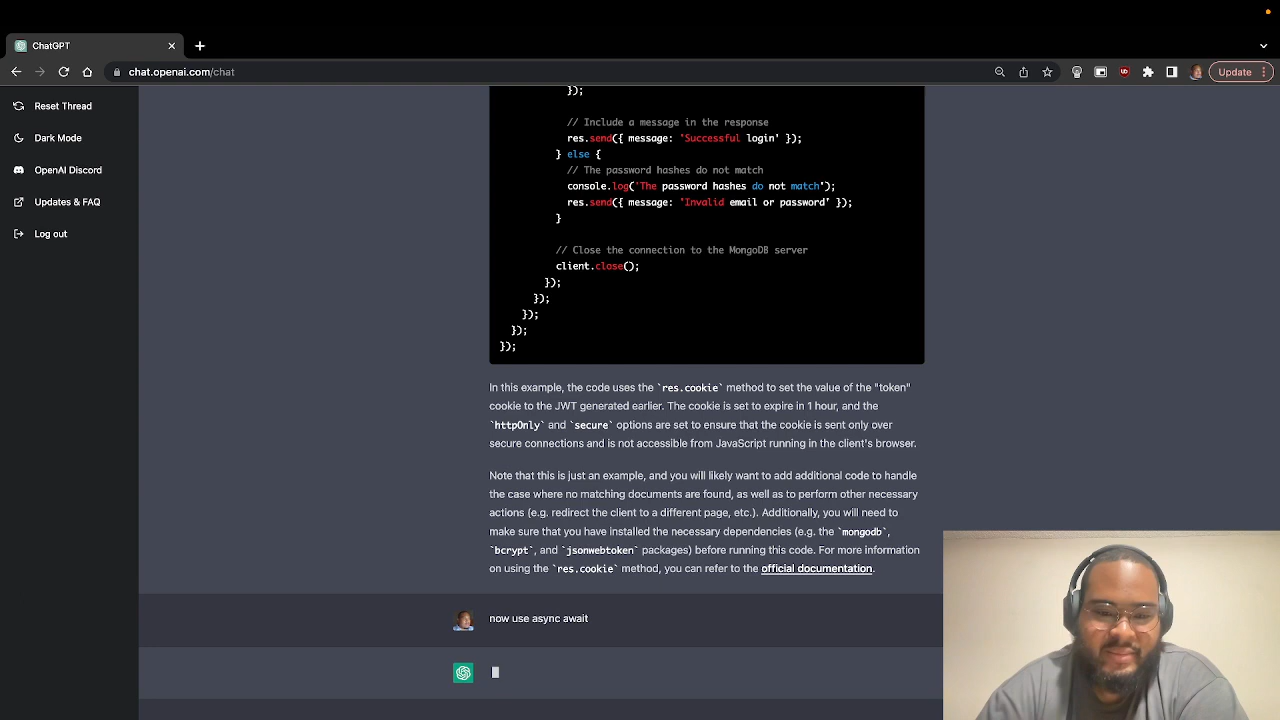 ChatGPT
chat.openai.com/chat
Update
Reset Thread
Dark Mode
OpenAI Discord
Updates & FAQ
Log out
});
// Include a message in the response
res.send({ message: 'Successful login' });
} else {
// The password hashes do not match
console.log('The password hashes do not match');
res.send({ message: 'Invalid email or password' });
}
// Close the connection to the MongoDB server
client.close();
});
});
});
});
});
In this example, the code uses the `res.cookie` method to set the value of the "token"
cookie to the JWT generated earlier. The cookie is set to expire in 1 hour, and the
`httpOnly` and `secure` options are set to ensure that the cookie is sent only over
secure connections and is not accessible from JavaScript running in the client's browser.
Note that this is just an example, and you will likely want to add additional code to handle
the case where no matching documents are found, as well as to perform other necessary
actions (e.g. redirect the client to a different page, etc.). Additionally, you will need to
make sure that you have installed the necessary dependencies (e.g. the `mongodb`,
`bcrypt`, and `jsonwebtoken` packages) before running this code. For more information
on using the `res.cookie` method, you can refer to the official documentation.
now use async await